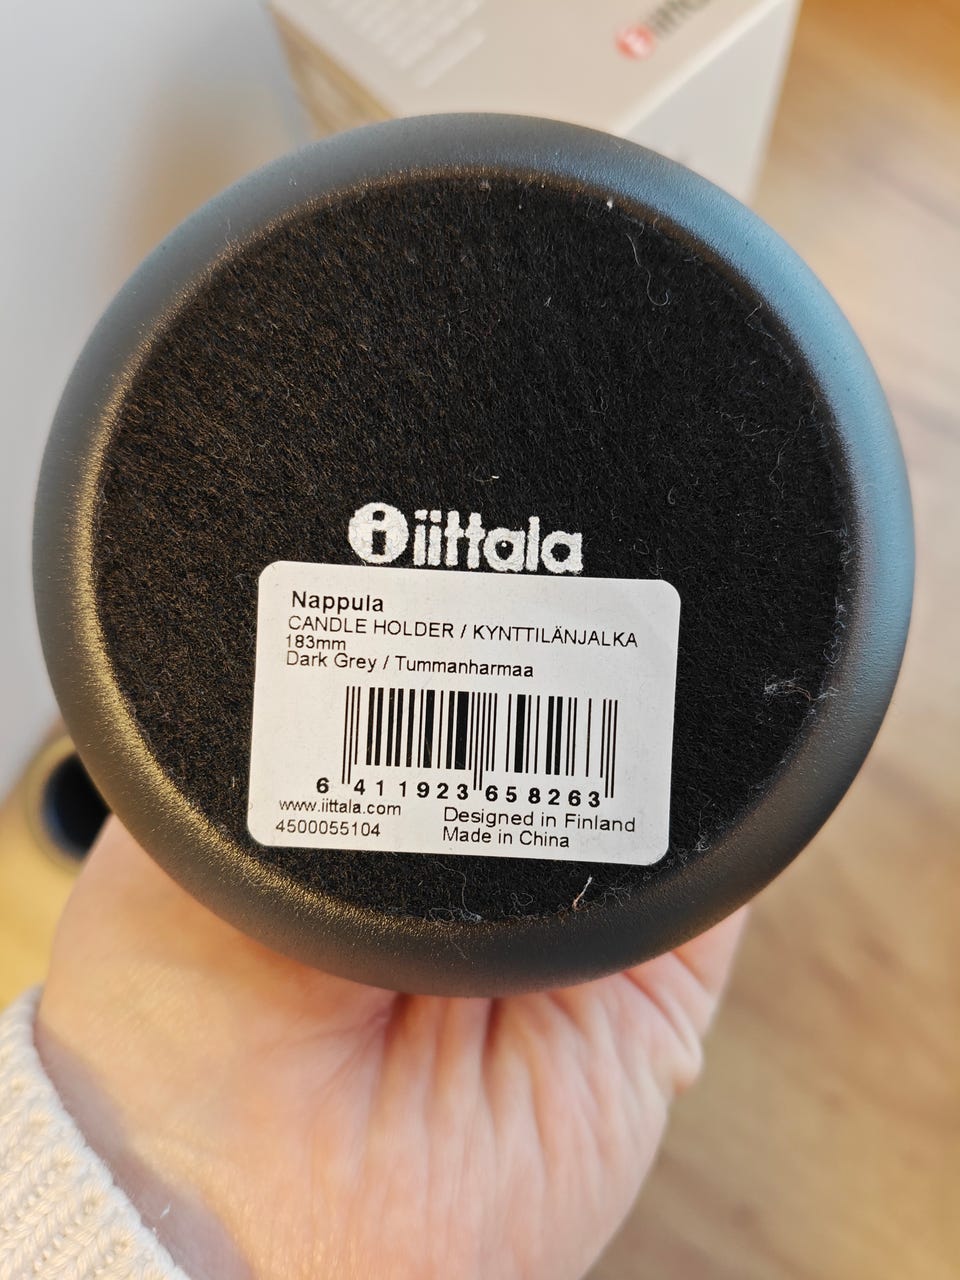 iittala
Nappula
CANDLE HOLDER / KYNTTILÄNJALKA
183mm
Dark Grey / Tummanharmaa
6 411923 658263
www.iittala.com
4500055104
Designed in Finland
Made in China